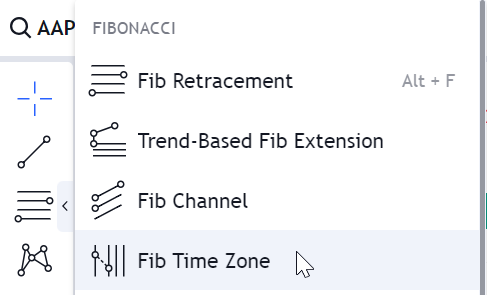 AAP
FIBONACCI
Fib Retracement Alt + F
Trend-Based Fib Extension
Fib Channel
Fib Time Zone